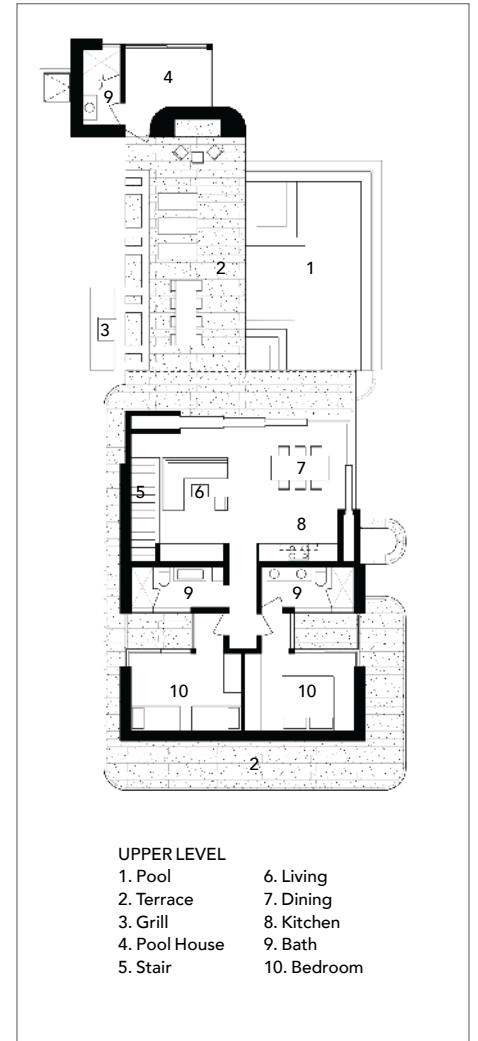 4
9
2
1
3
7
5
6
8
9
9
10
10
2
UPPER LEVEL
1. Pool
2. Terrace
3. Grill
4. Pool House
5. Stair
6. Living
7. Dining
8. Kitchen
9. Bath
10. Bedroom